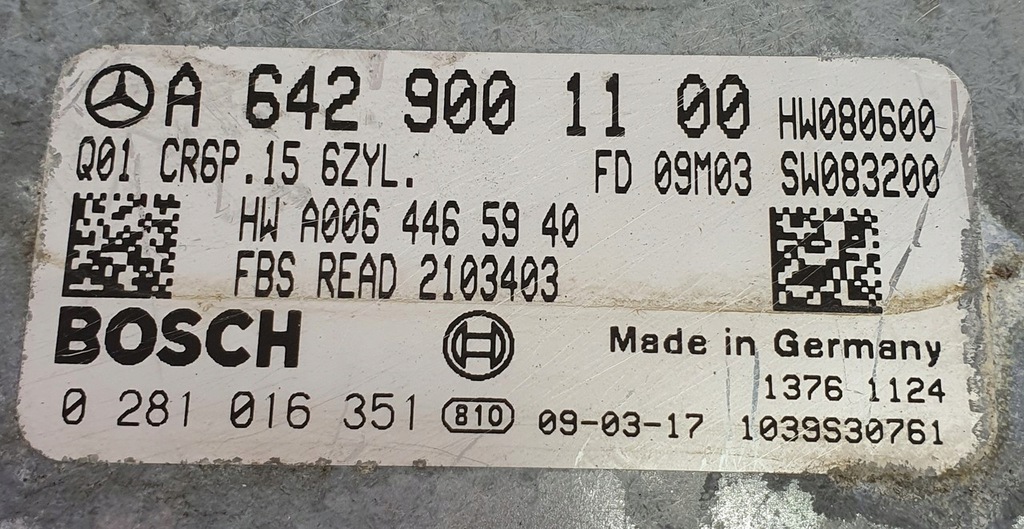 A 642 900 11 00 HW080600
Q01 CR6P.15 6ZYL. FD 09M03 SW083200
HW A006 446 59 40
FBS READ 2103403
BOSCH Made in Germany
1376 1124
0 281 016 351 810 09-03-17 1039S30761